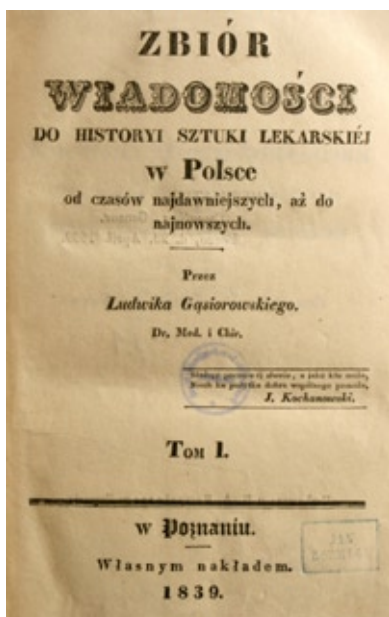 ZBIÓR
WIADOMOŚCI
DO HISTORYI SZTUKI LEKARSKIÉJ
w Polsce
od czasów najdawniejszych, aż do
najnowszych.
Przez
Ludwika Gąsiorowskiego,
Dr. Med. i Chir.
J. Kochanowski.
Tom I.
w Poznaniu.
Własnym nakładem.
1839.